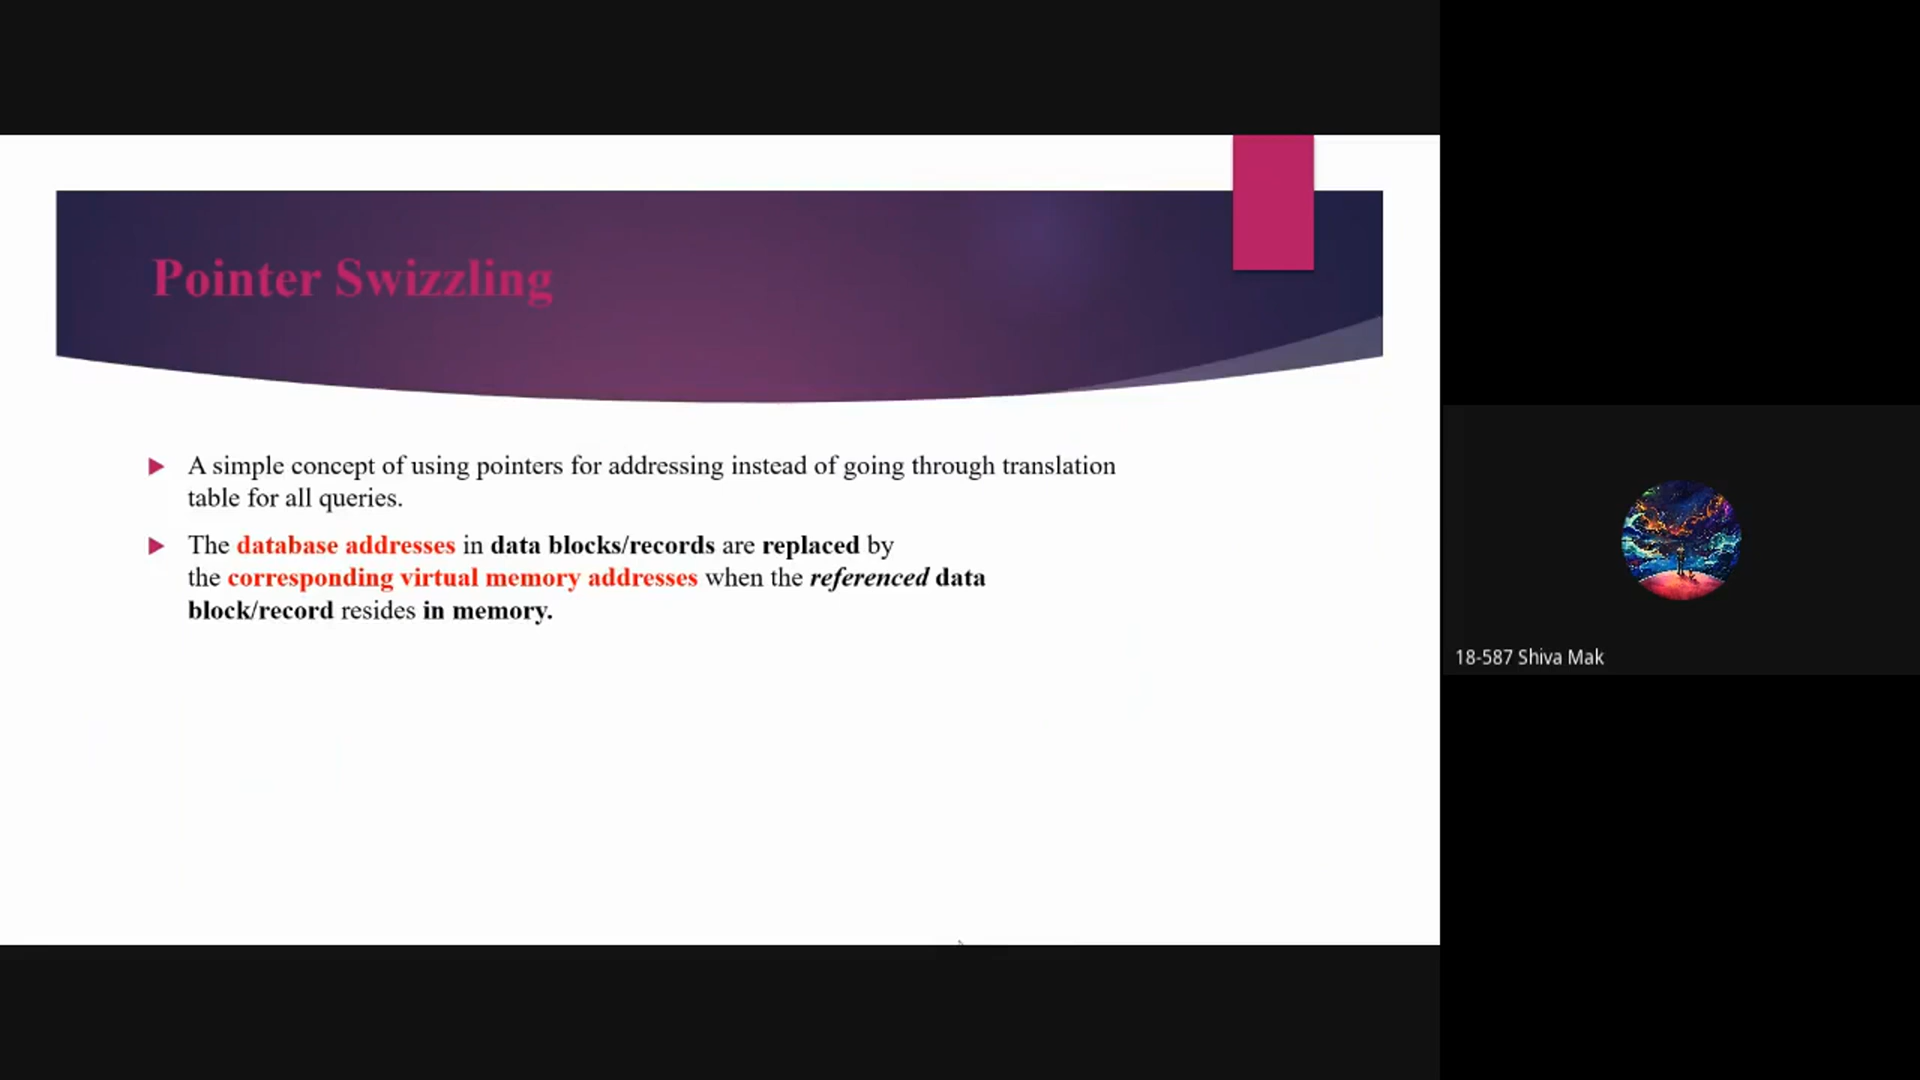 Pointer Swizzling
A simple concept of using pointers for addressing instead of going through translation
table for all queries.
The database addresses in data blocks/records are replaced by
the corresponding virtual memory addresses when the referenced data
block/record resides in memory.
18-587 Shiva Mak